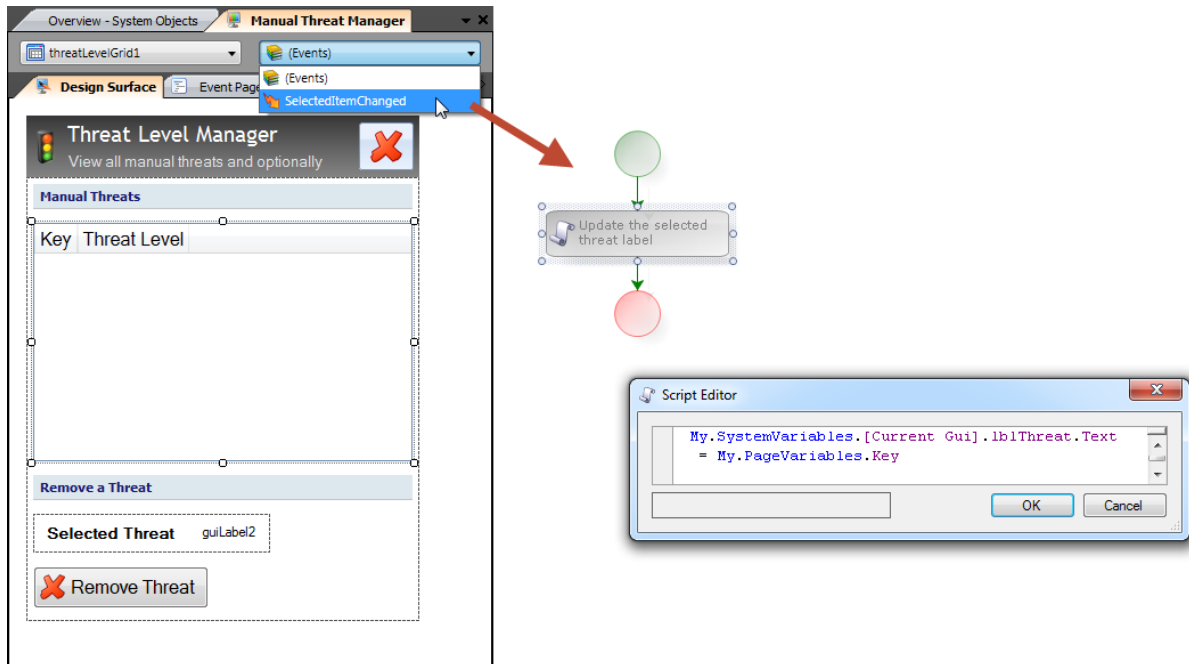 Overview - System Objects
Manual Threat Manager
threatLevelGrid1
(Events)
(Events)
SelectedItemChanged
Design Surface
Event Page
Threat Level Manager
View all manual threats and optionally
Manual Threats
Key
Threat Level
Remove a Threat
Selected Threat
guiLabel2
Remove Threat
Update the selected
threat label
Script Editor
My.SystemVariables.[Current Gui].lblThreat.Text
= My.PageVariables.Key
OK
Cancel